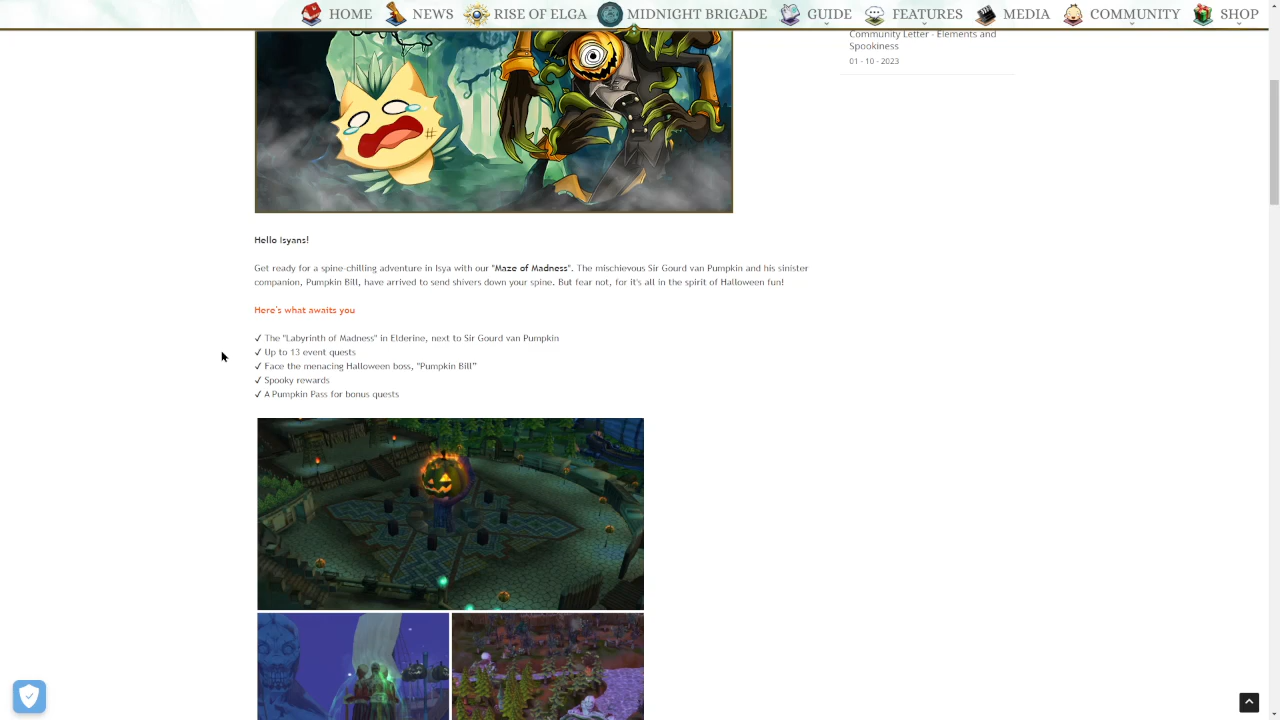 HOME NEWS RISE OF ELGA MIDNIGHT BRIGADE GUIDE FEATURES MEDIA COMMUNITY SHOP
Community Letter - Elements and
Spookiness
01 - 10 - 2023
Hello Isyans!
Get ready for a spine-chilling adventure in Isya with our "Maze of Madness". The mischievous Sir Gourd van Pumpkin and his sinister
companion, Pumpkin Bill, have arrived to send shivers down your spine. But fear not, for it's all in the spirit of Halloween fun!
Here's what awaits you
✓ The "Labyrinth of Madness" in Elderine, next to Sir Gourd van Pumpkin
✓ Up to 13 event quests
✓ Face the menacing Halloween boss, "Pumpkin Bill"
✓ Spooky rewards
✓ A Pumpkin Pass for bonus quests